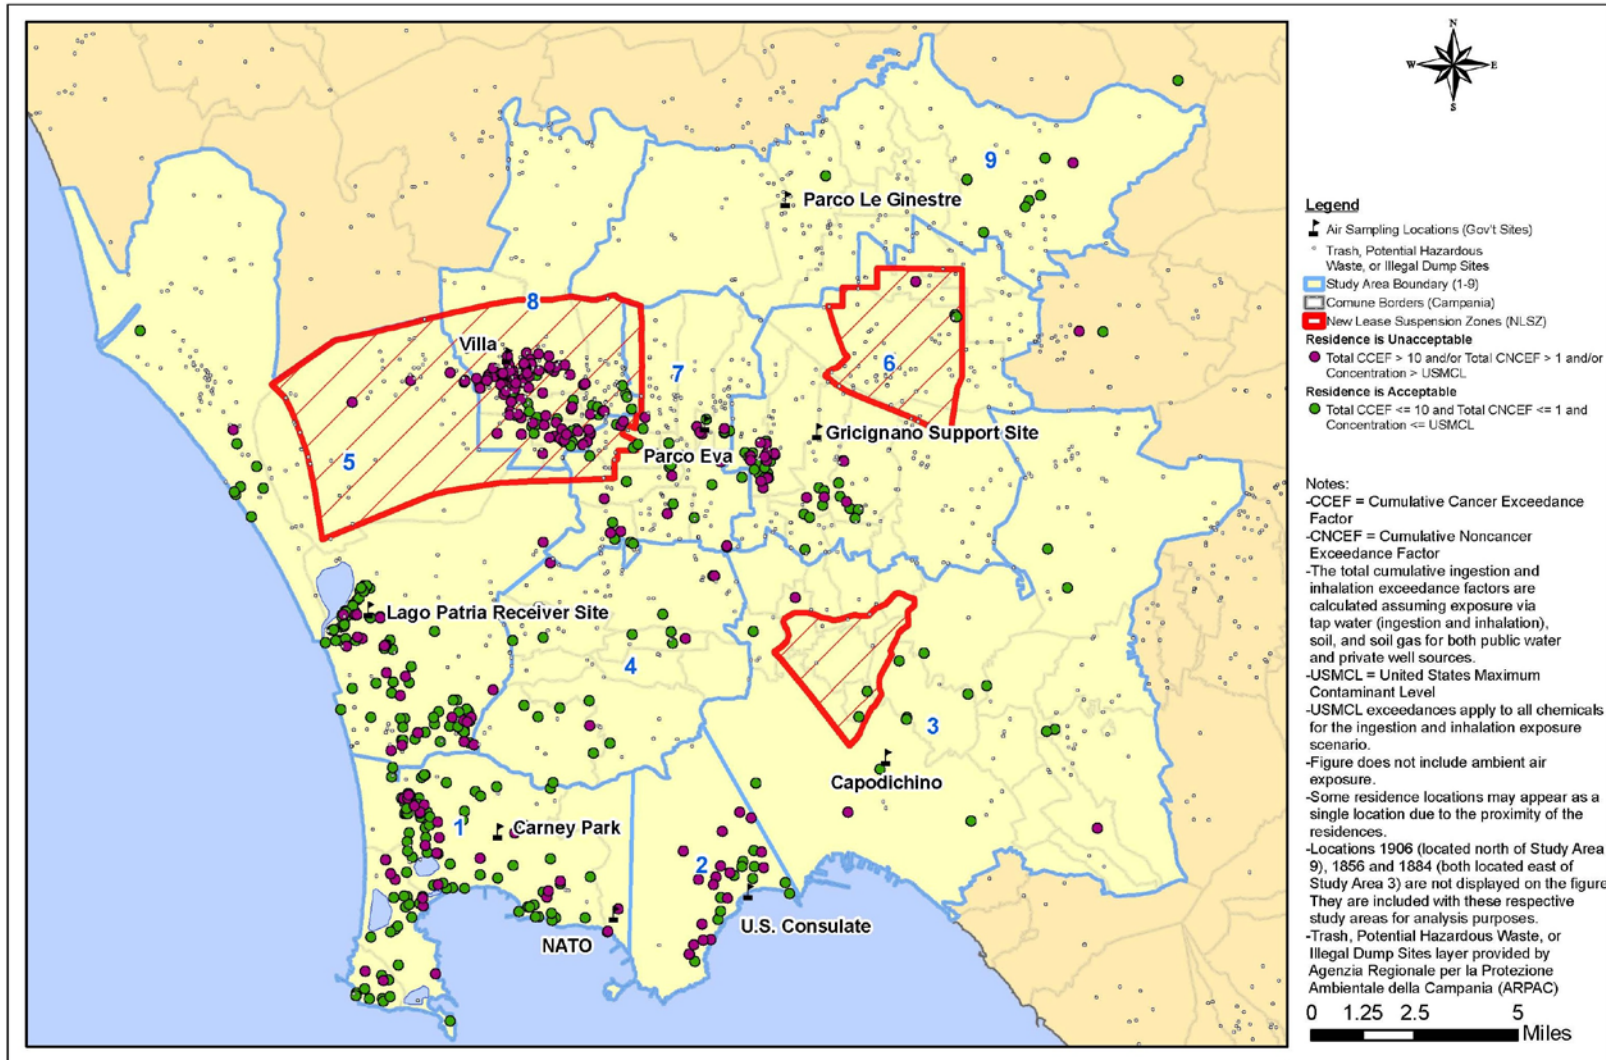 N
W
E
S
9
Parco Le Ginestre
8
Villa
7
6
Gricignano Support Site
5
Parco Eva
Lago Patria Receiver Site
4
3
Capodichino
1
Carney Park
2
U.S. Consulate
NATO
Legend
Air Sampling Locations (Gov't Sites)
Trash, Potential Hazardous
Waste, or Illegal Dump Sites
Study Area Boundary (1-9)
Comune Borders (Campania)
New Lease Suspension Zones (NLSZ)
Residence is Unacceptable
Total CCEF > 10 and/or Total CNCEF > 1 and/or
Concentration > USMCL
Residence is Acceptable
Total CCEF <= 10 and Total CNCEF <= 1 and
Concentration <= USMCL
Notes:
-CCEF = Cumulative Cancer Exceedance
Factor
-CNCEF = Cumulative Noncancer
Exceedance Factor
-The total cumulative ingestion and
inhalation exceedance factors are
calculated assuming exposure via
tap water (ingestion and inhalation),
soil, and soil gas for both public water
and private well sources.
-USMCL = United States Maximum
Contaminant Level
-USMCL exceedances apply to all chemicals
for the ingestion and inhalation exposure
scenario.
-Figure does not include ambient air
exposure.
-Some residence locations may appear as a
single location due to the proximity of the
residences.
-Locations 1906 (located north of Study Area
9), 1856 and 1884 (both located east of
Study Area 3) are not displayed on the figure
They are included with these respective
study areas for analysis purposes.
-Trash, Potential Hazardous Waste, or
Illegal Dump Sites layer provided by
Agenzia Regionale per la Protezione
Ambientale della Campania (ARPAC)
0 1.25 2.5 5
Miles